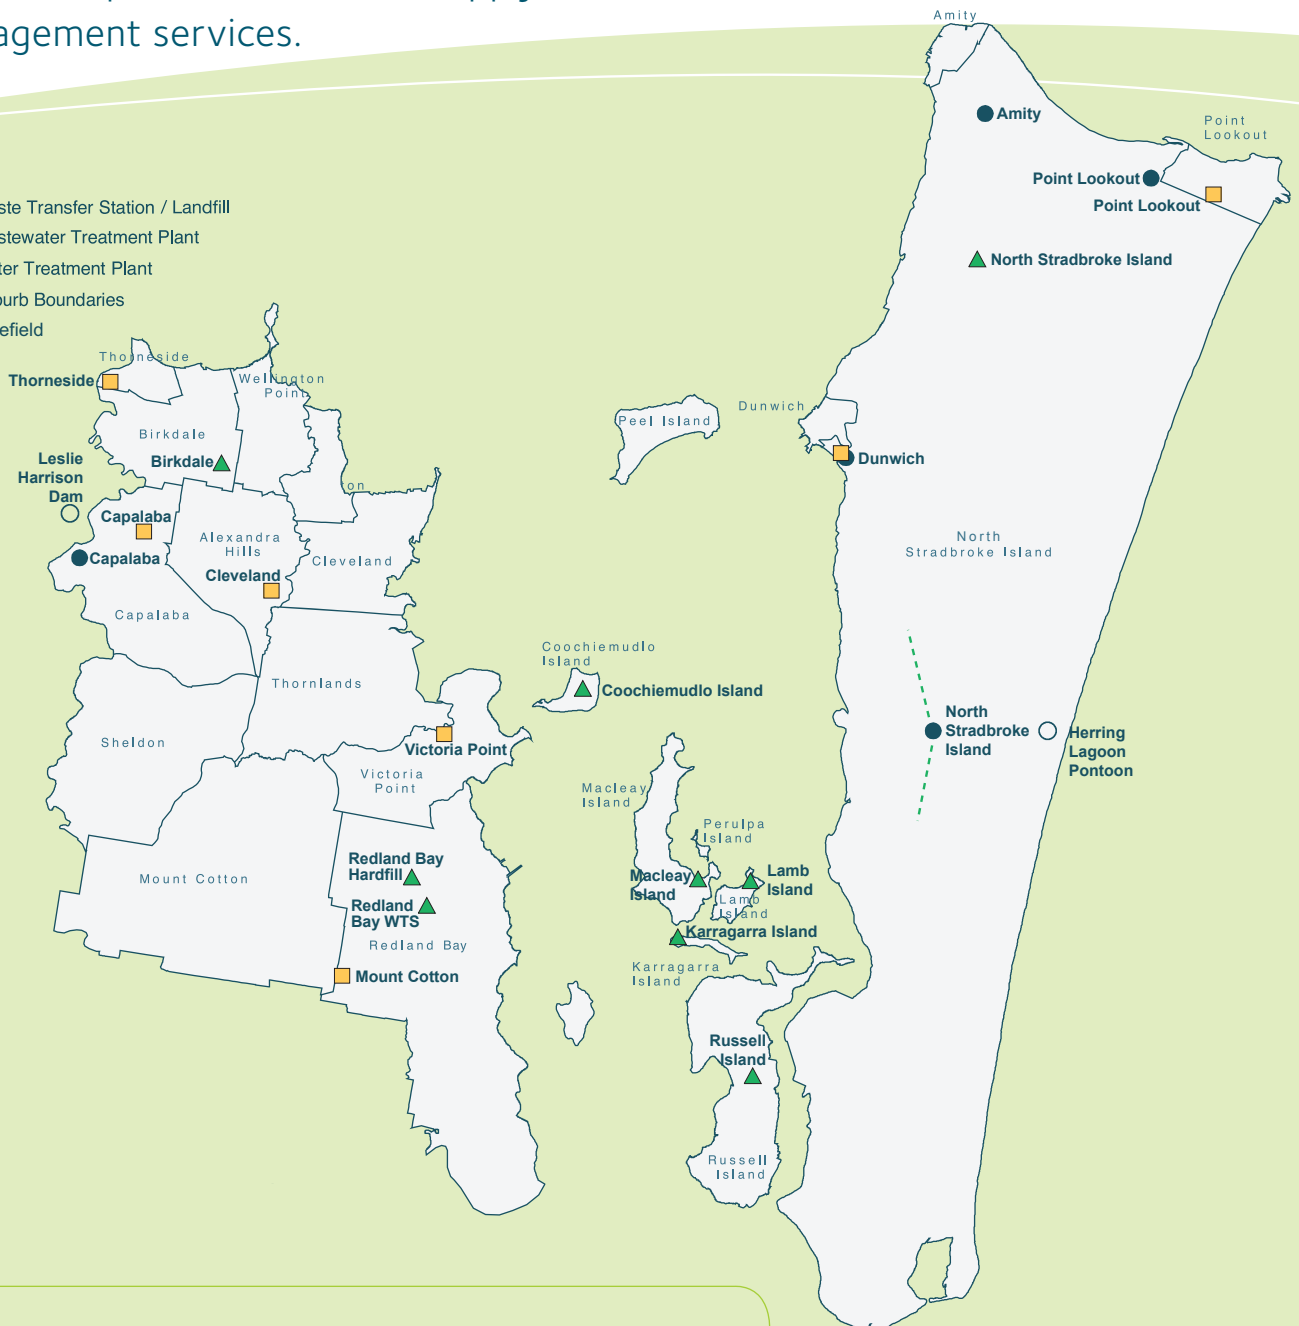 agement services.
ste Transfer Station / Landfill
stewater Treatment Plant
ter Treatment Plant
burb Boundaries
efield
Amity
Amity
Point
Lookout
Point Lookout
Point Lookout
North Stradbroke Island
Thorneside
Thorneside
Wellington
Point
Birkdale
Birkdale
Leslie
Harrison
Dam
Capalaba
Capalaba
Capalaba
Alexandra
Hills
Cleveland
Cleveland
ton
Peel Island
Dunwich
Dunwich
North
Stradbroke Island
Coochiemudlo
Island
Coochiemudlo Island
Thornlands
Sheldon
Victoria Point
Victoria
Point
North
Stradbroke
Island
Herring
Lagoon
Pontoon
Macleay
Island
Perulpa
Island
Macleay
Island
Lamb
Island
Lamb
Island
Karragarra Island
Karragarra
Island
Mount Cotton
Redland Bay
Hardfill
Redland
Bay WTS
Redland Bay
Mount Cotton
Russell
Island
Russell
Island